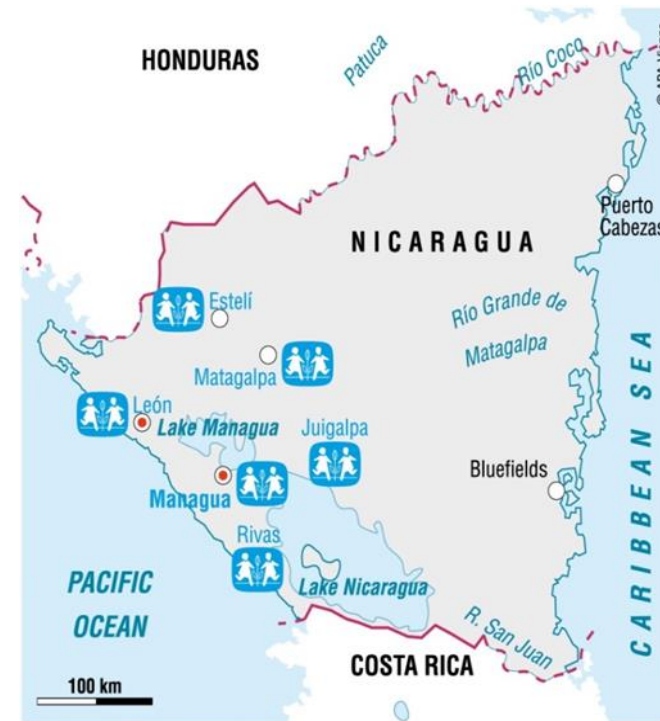 HONDURAS
Patuca
Río Coco
Puerto
Cabezas
NICARAGUA
Estelí
Río Grande de
Matagalpa
Matagalpa
León
Lake Managua
Juigalpa
Bluefields
Managua
Rivas
Lake Nicaragua
CARIBBEAN SEA
PACIFIC
OCEAN
R. San Juan
COSTA RICA
100 km